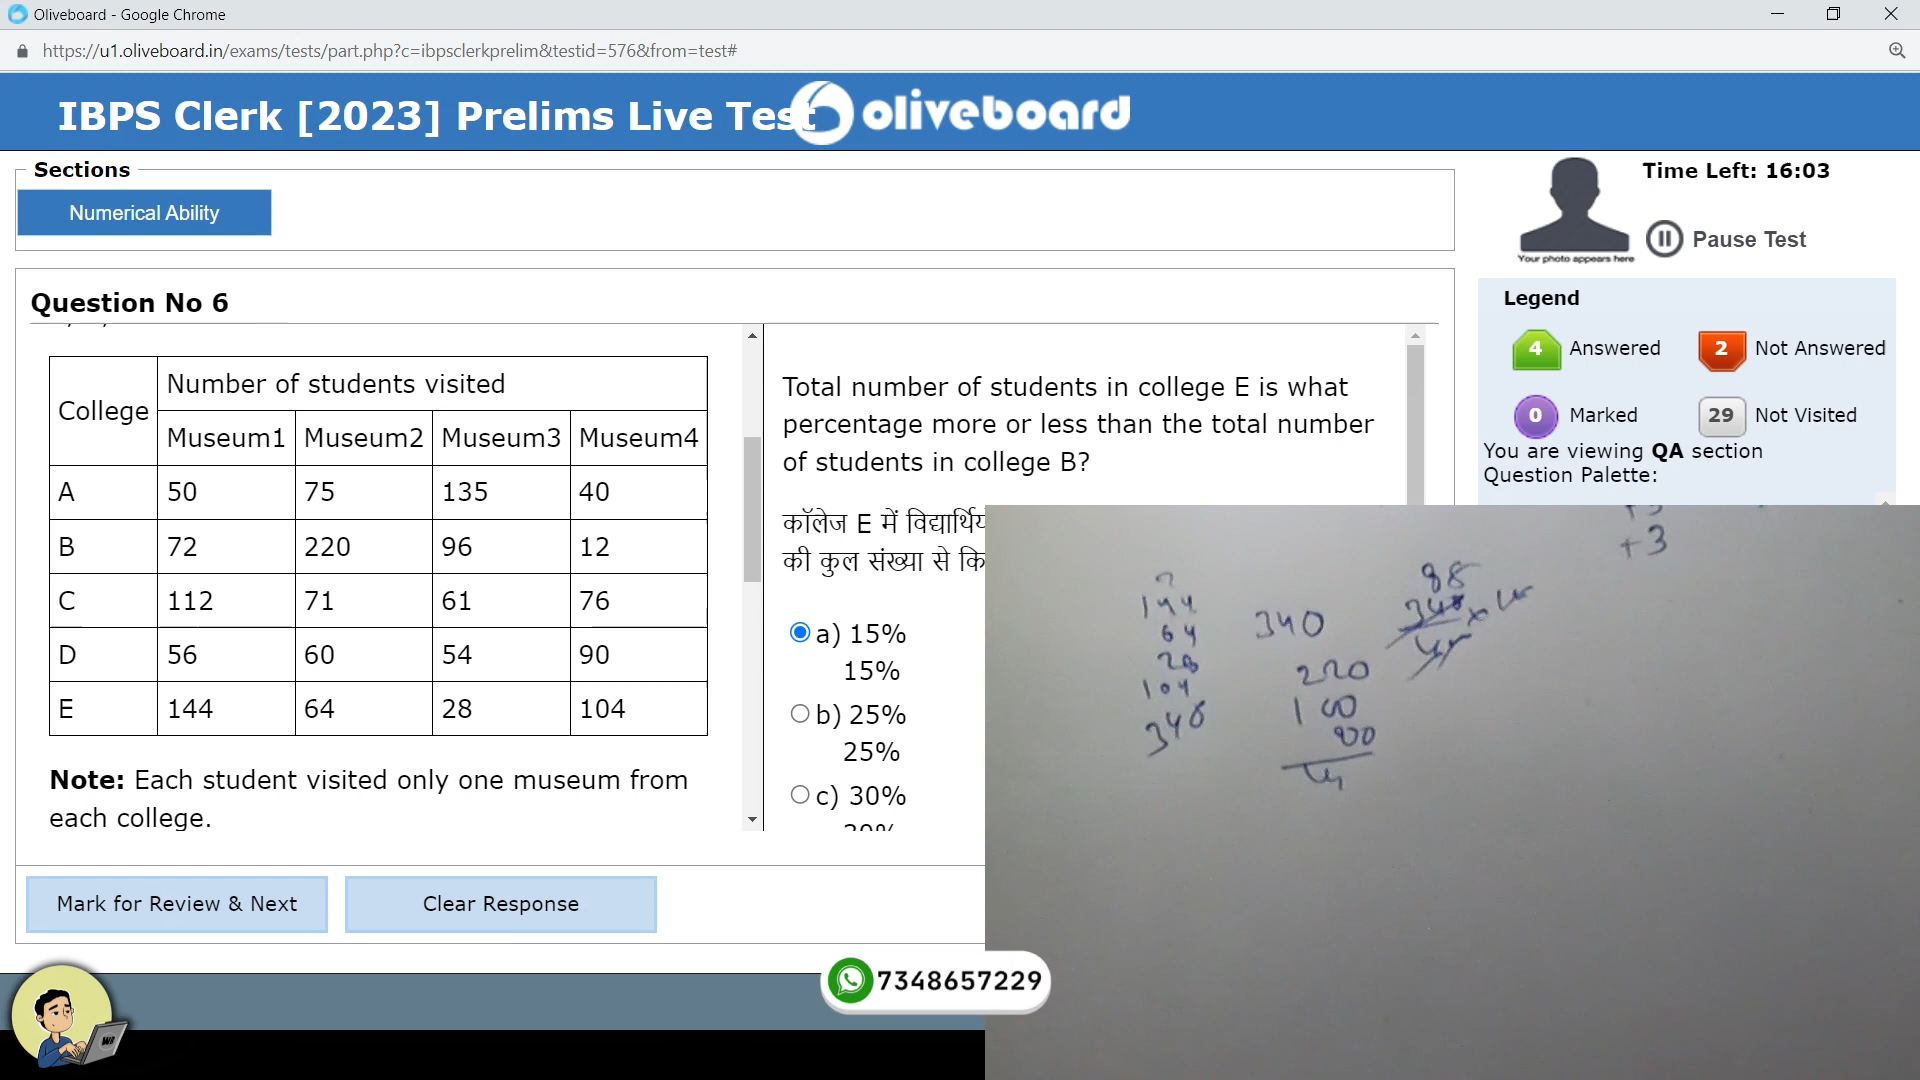 Oliveboard - Google Chrome
https://u1.oliveboard.in/exams/tests/part.php?c=ibpsclerkprelim&testid=576&from=test#
IBPS Clerk [2023] Prelims Live Test
oliveboard
Sections
Numerical Ability
Time Left: 16:03
Your photo appears here
Pause Test
Question No 6
College Number of students visited
Museum1 Museum2 Museum3 Museum4
A 50 75 135 40
B 72 220 96 12
C 112 71 61 76
D 56 60 54 90
E 144 64 28 104
Note: Each student visited only one museum from
each college.
Total number of students in college E is what
percentage more or less than the total number
of students in college B?
कॉलेज E में
की कुल संख्या से
a) 15%
15%
b) 25%
25%
c) 30%
Legend
4 Answered
2 Not Answered
0 Marked
29 Not Visited
You are viewing QA section
Question Palette:
Mark for Review & Next
Clear Response
+3
144
64
28
104
340
220
7348657229